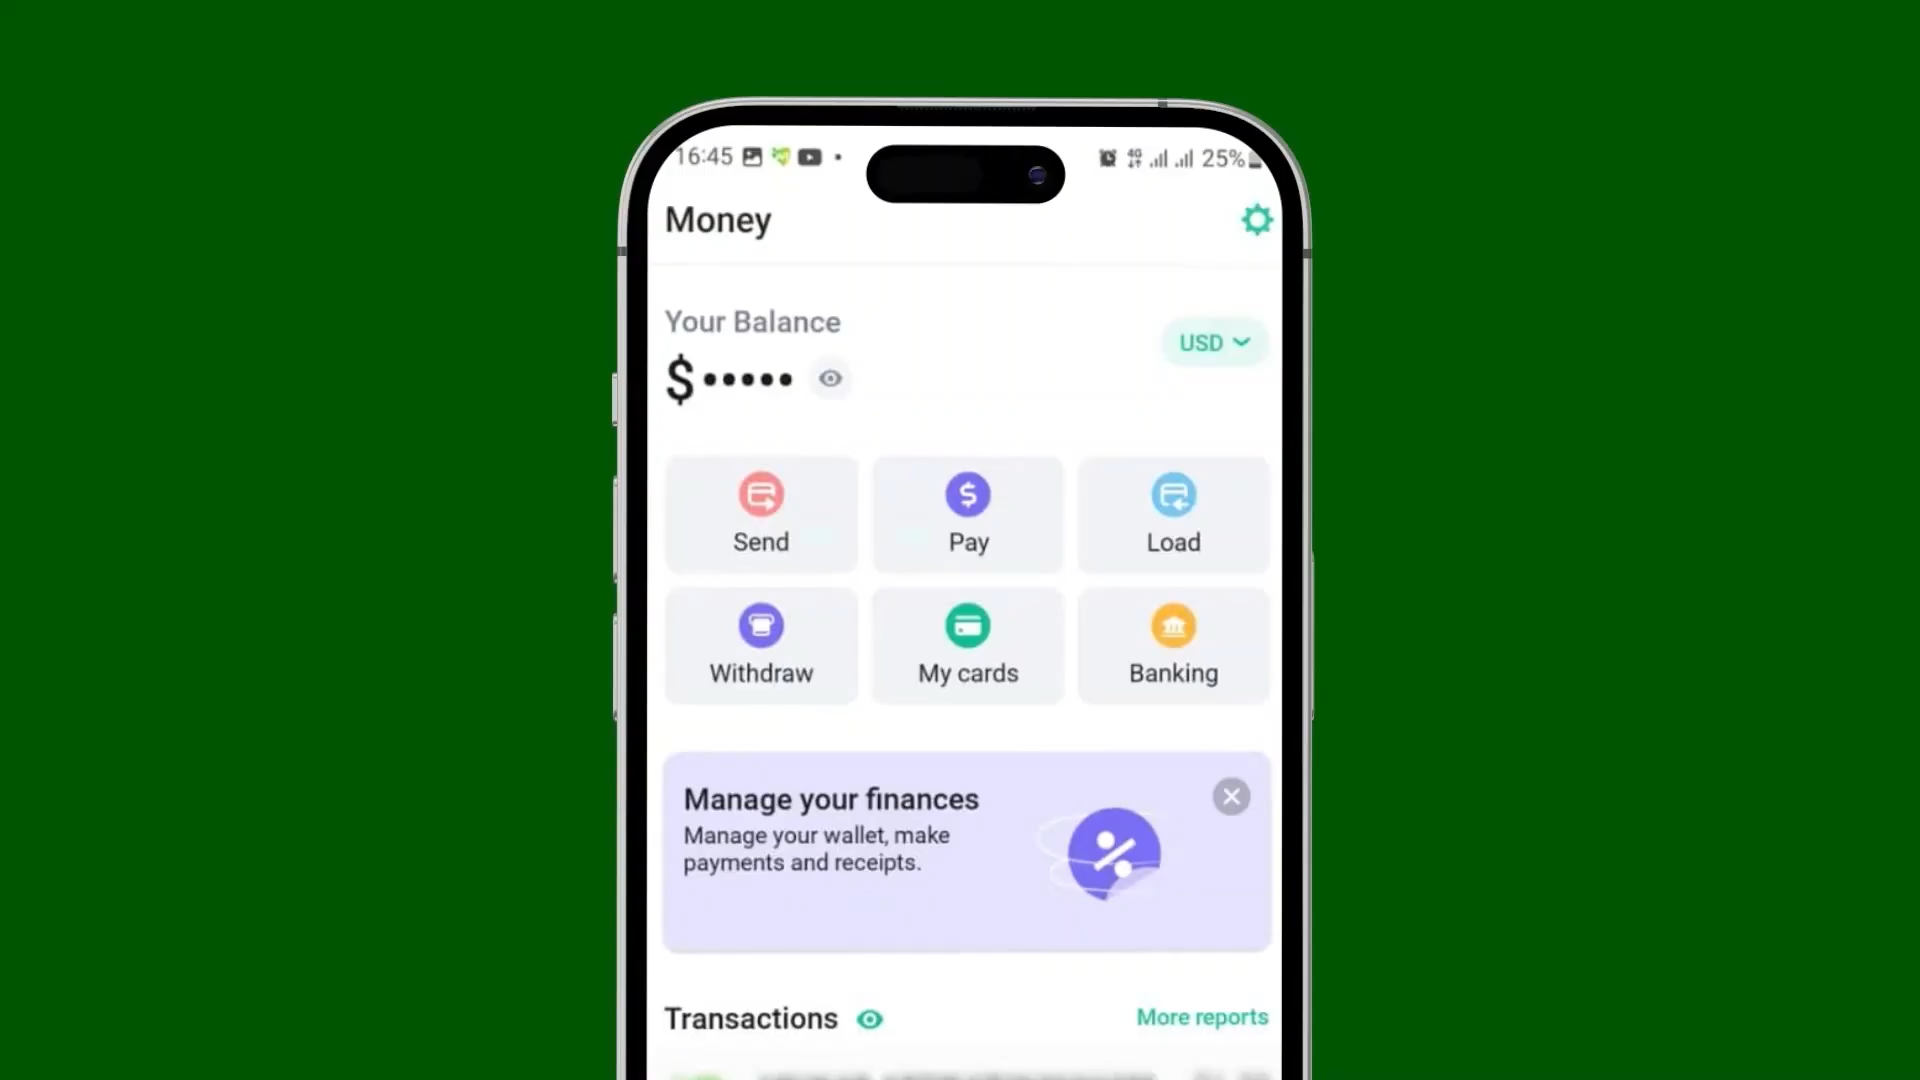 16:45 4G 25%
Money
Your Balance
USD
$•••••
Send Pay Load
Withdraw My cards Banking
Manage your finances
Manage your wallet, make
payments and receipts.
Transactions More reports